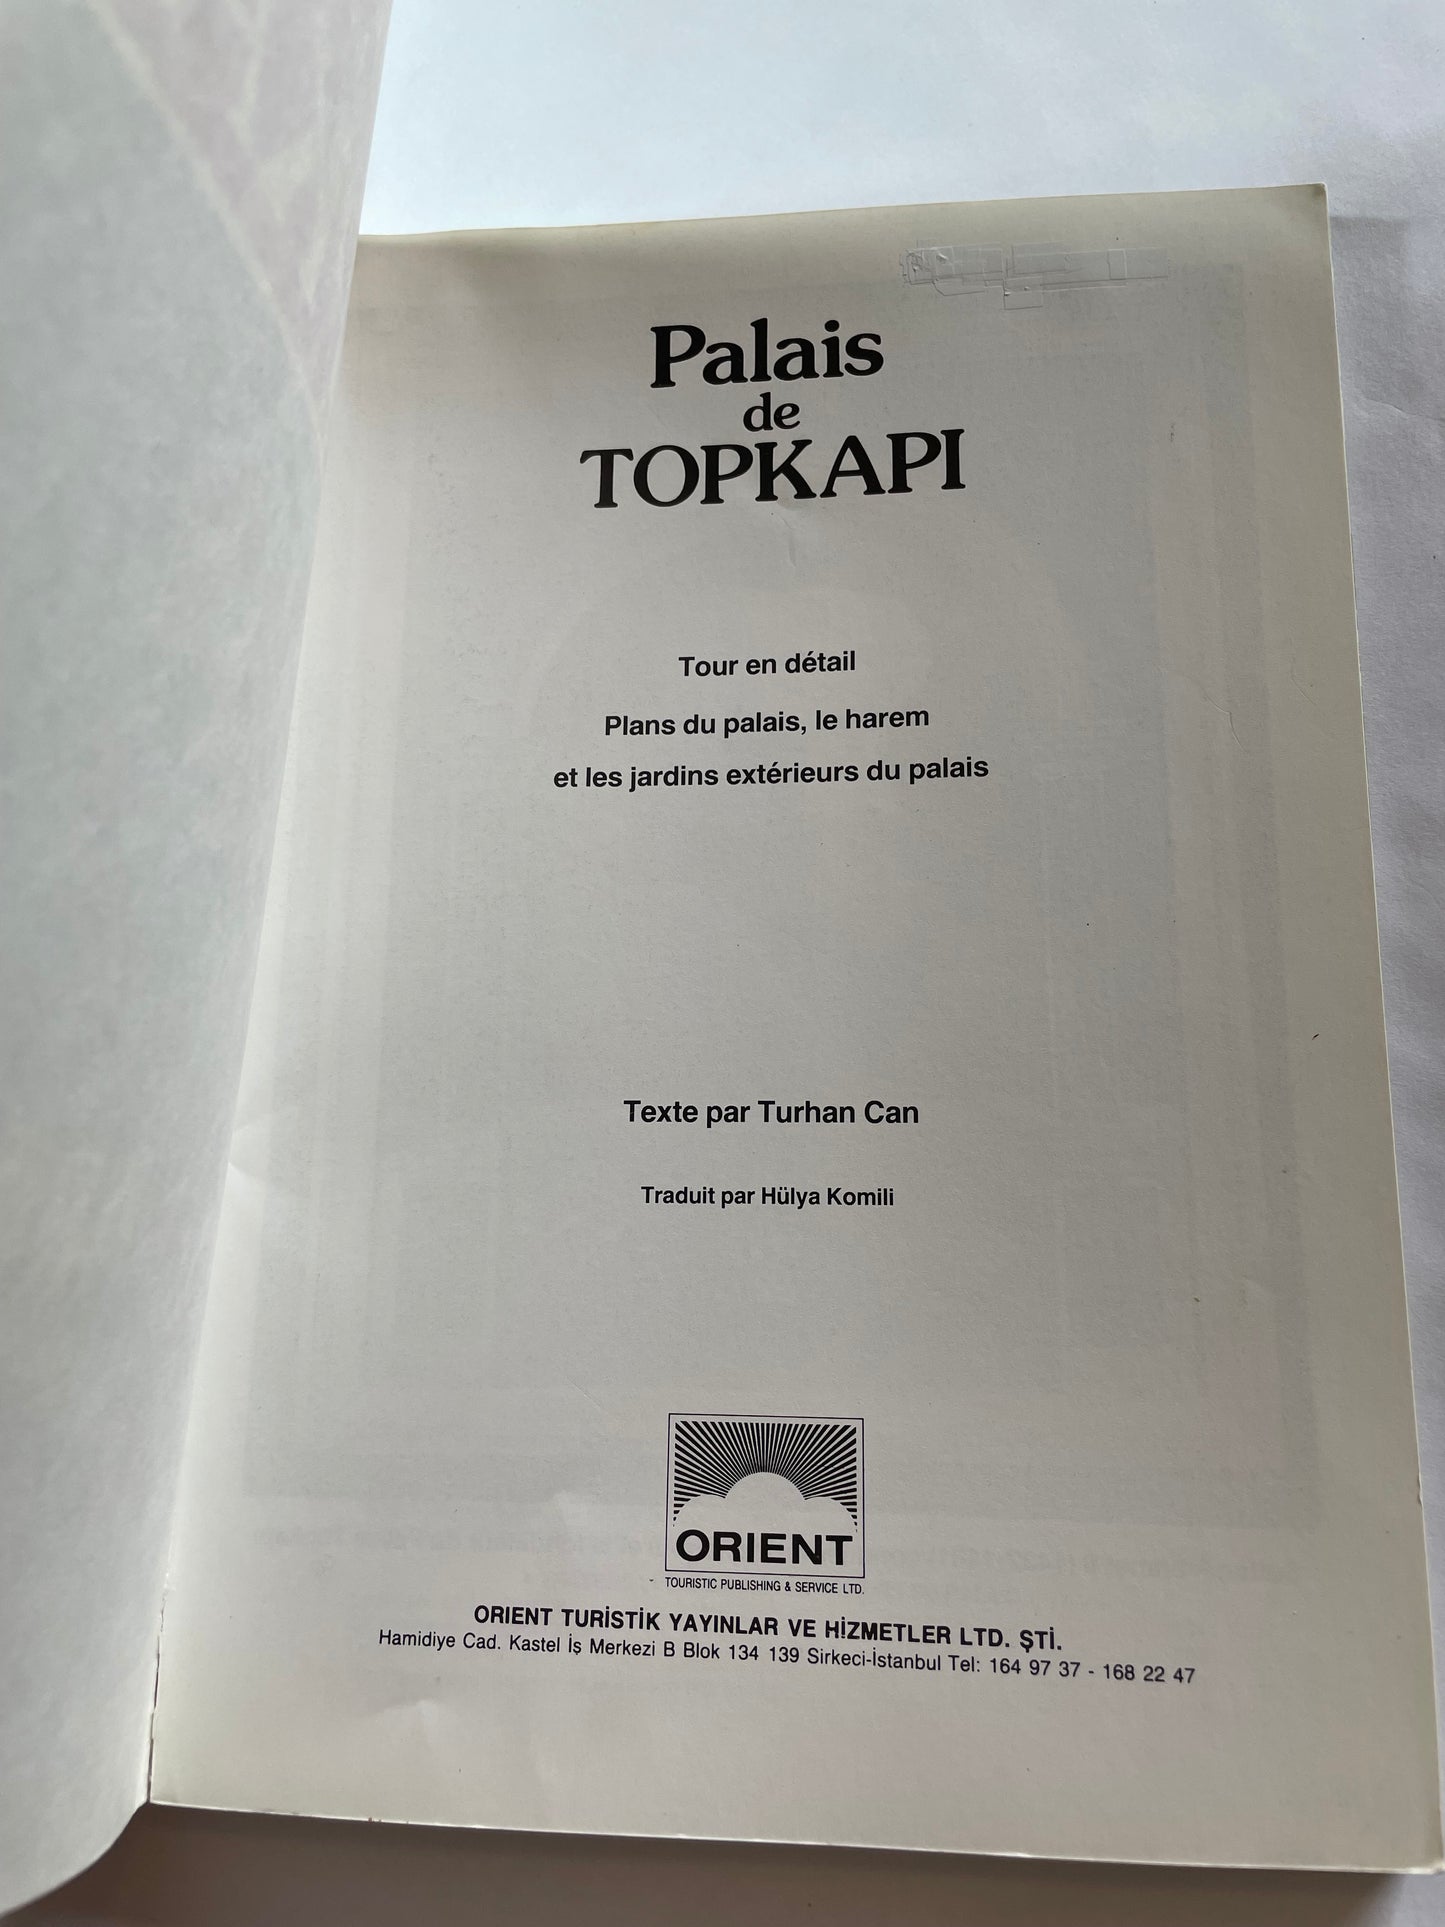 Palais
de
TOPKAPI
Tour en détail
Plans du palais, le harem
et les jardins extérieurs du palais
Texte par Turhan Can
Traduit par Hülya Komili
ORIENT
TOURISTIC PUBLISHING & SERVICE LTD.
ORIENT TURİSTİK YAYINLAR VE HİZMETLER LTD. ŞTİ.
Hamidiye Cad. Kastel İş Merkezi B Blok 134 139 Sirkeci-İstanbul Tel: 164 97 37 - 168 22 47